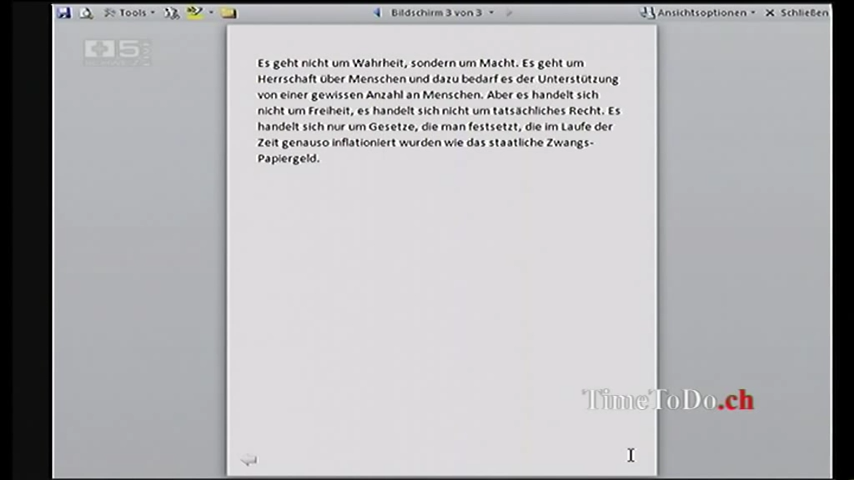 Tools
Bildschirm 3 von 3
Ansichtsoptionen
Schließen
5
Es geht nicht um Wahrheit, sondern um Macht. Es geht um
Herrschaft über Menschen und dazu bedarf es der Unterstützung
von einer gewissen Anzahl an Menschen. Aber es handelt sich
nicht um Freiheit, es handelt sich nicht um tatsächliches Recht. Es
handelt sich nur um Gesetze, die man festsetzt, die im Laufe der
Zeit genauso inflationiert wurden wie das staatliche Zwangs-
Papiergeld.
TimeToDo.ch